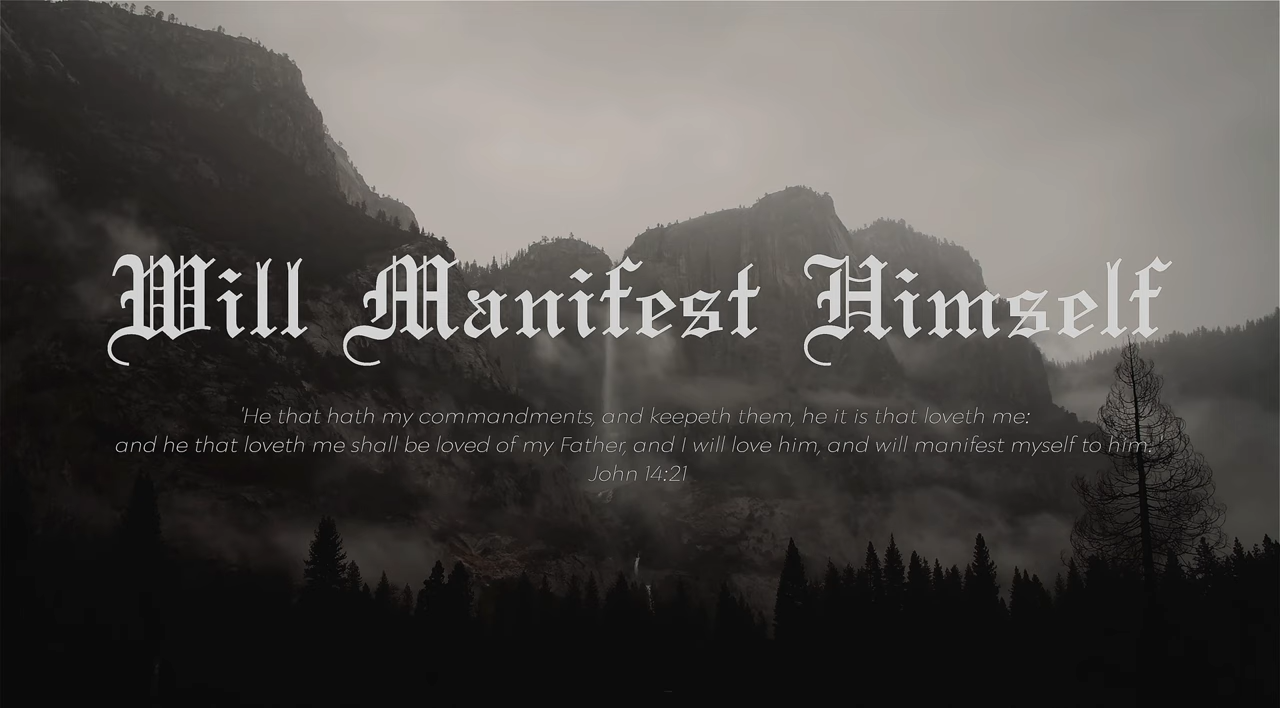 Will Manifest Himself
'He that hath my commandments, and keepeth them, he it is that loveth me:
and he that loveth me shall be loved of my Father, and I will love him, and will manifest myself to him.
John 14:21